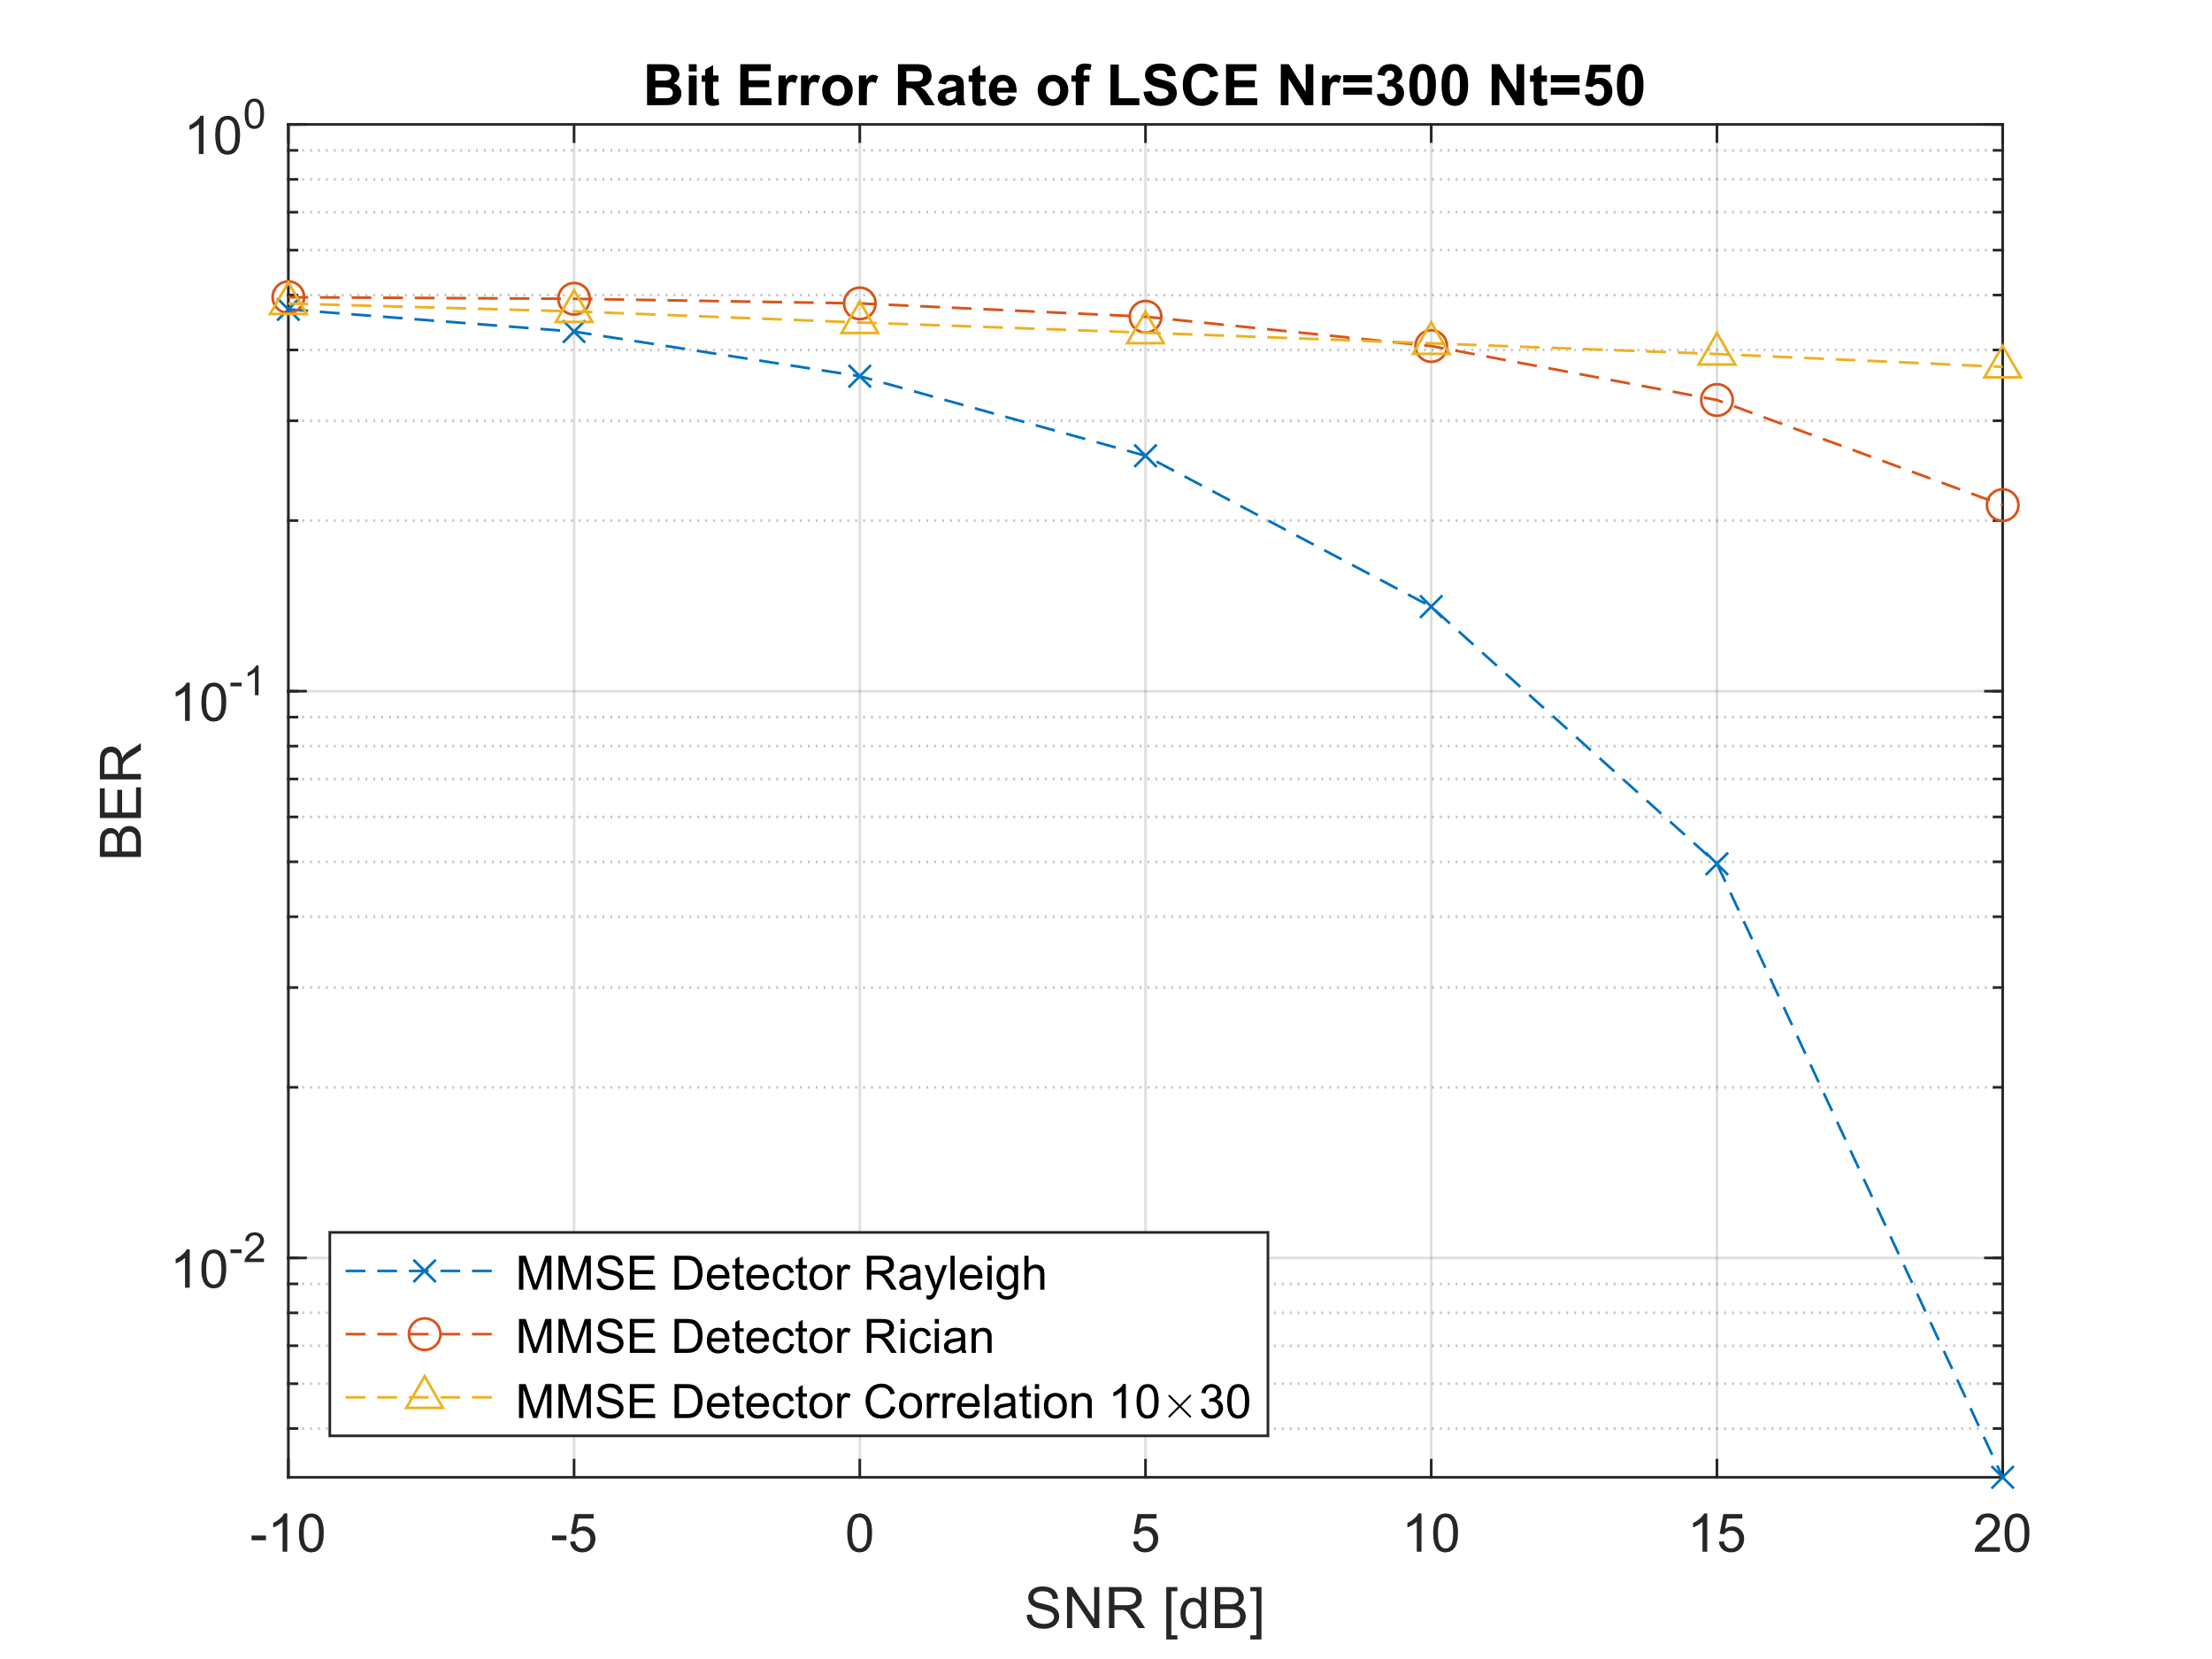 Bit Error Rate of LSCE Nr=300 Nt=50
10^0
10^-1
10^-2
BER
MMSE Detector Rayleigh
MMSE Detector Rician
MMSE Detector Correlation 10×30
-10 -5 0 5 10 15 20
SNR [dB]